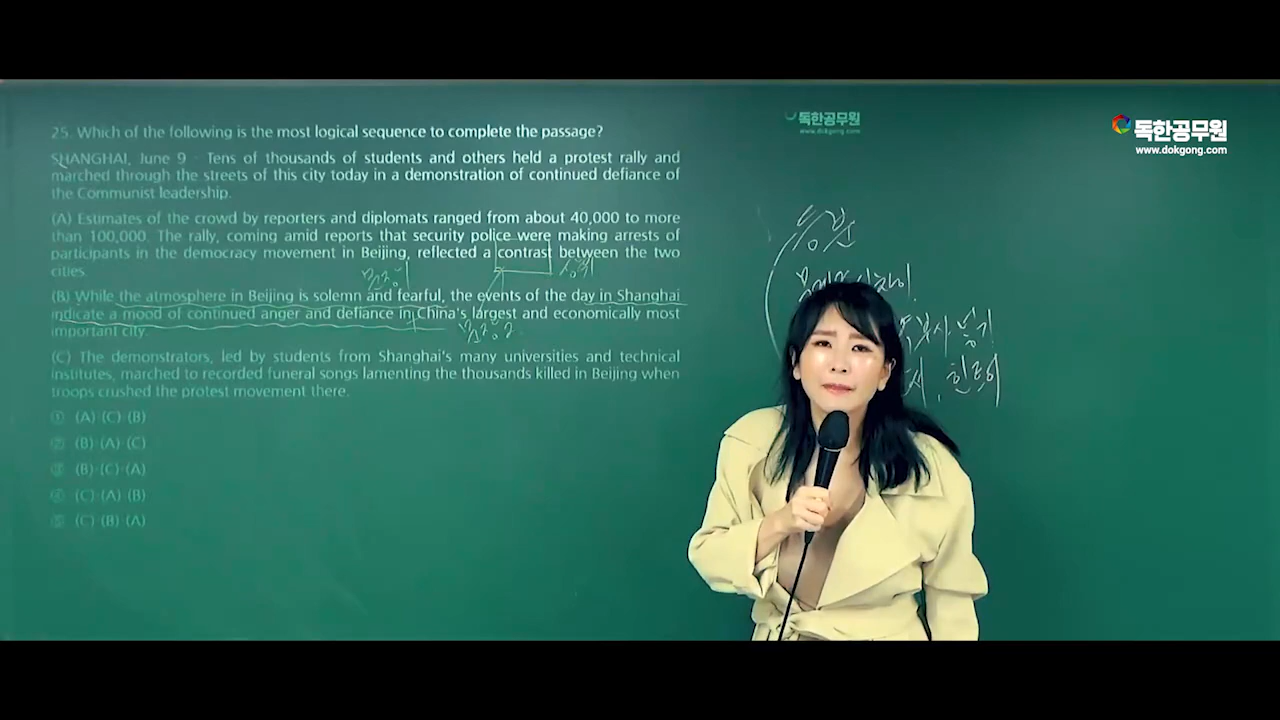 25. Which of the following is the most logical sequence to complete the passage?
SHANGHAI, June 9 - Tens of thousands of students and others held a protest rally and
marched through the streets of this city today in a demonstration of continued defiance of
the Communist leadership.
(A) Estimates of the crowd by reporters and diplomats ranged from about 40,000 to more
than 100,000. The rally, coming amid reports that security police were making arrests of
participants in the democracy movement in Beijing, reflected a contrast between the two
cities.
(B) While the atmosphere in Beijing is solemn and fearful, the events of the day in Shanghai
indicate a mood of continued anger and defiance in China's largest and economically most
important city.
(C) The demonstrators, led by students from Shanghai's many universities and technical
institutes, marched to recorded funeral songs lamenting the thousands killed in Beijing when
troops crushed the protest movement there.
① (A) (C) (B)
② (B) (A) (C)
③ (B) (C) (A)
④ (C) (A) (B)
⑤ (C) (B) (A)
독한공무원
www.dokgong.com
독한공무원
www.dokgong.com